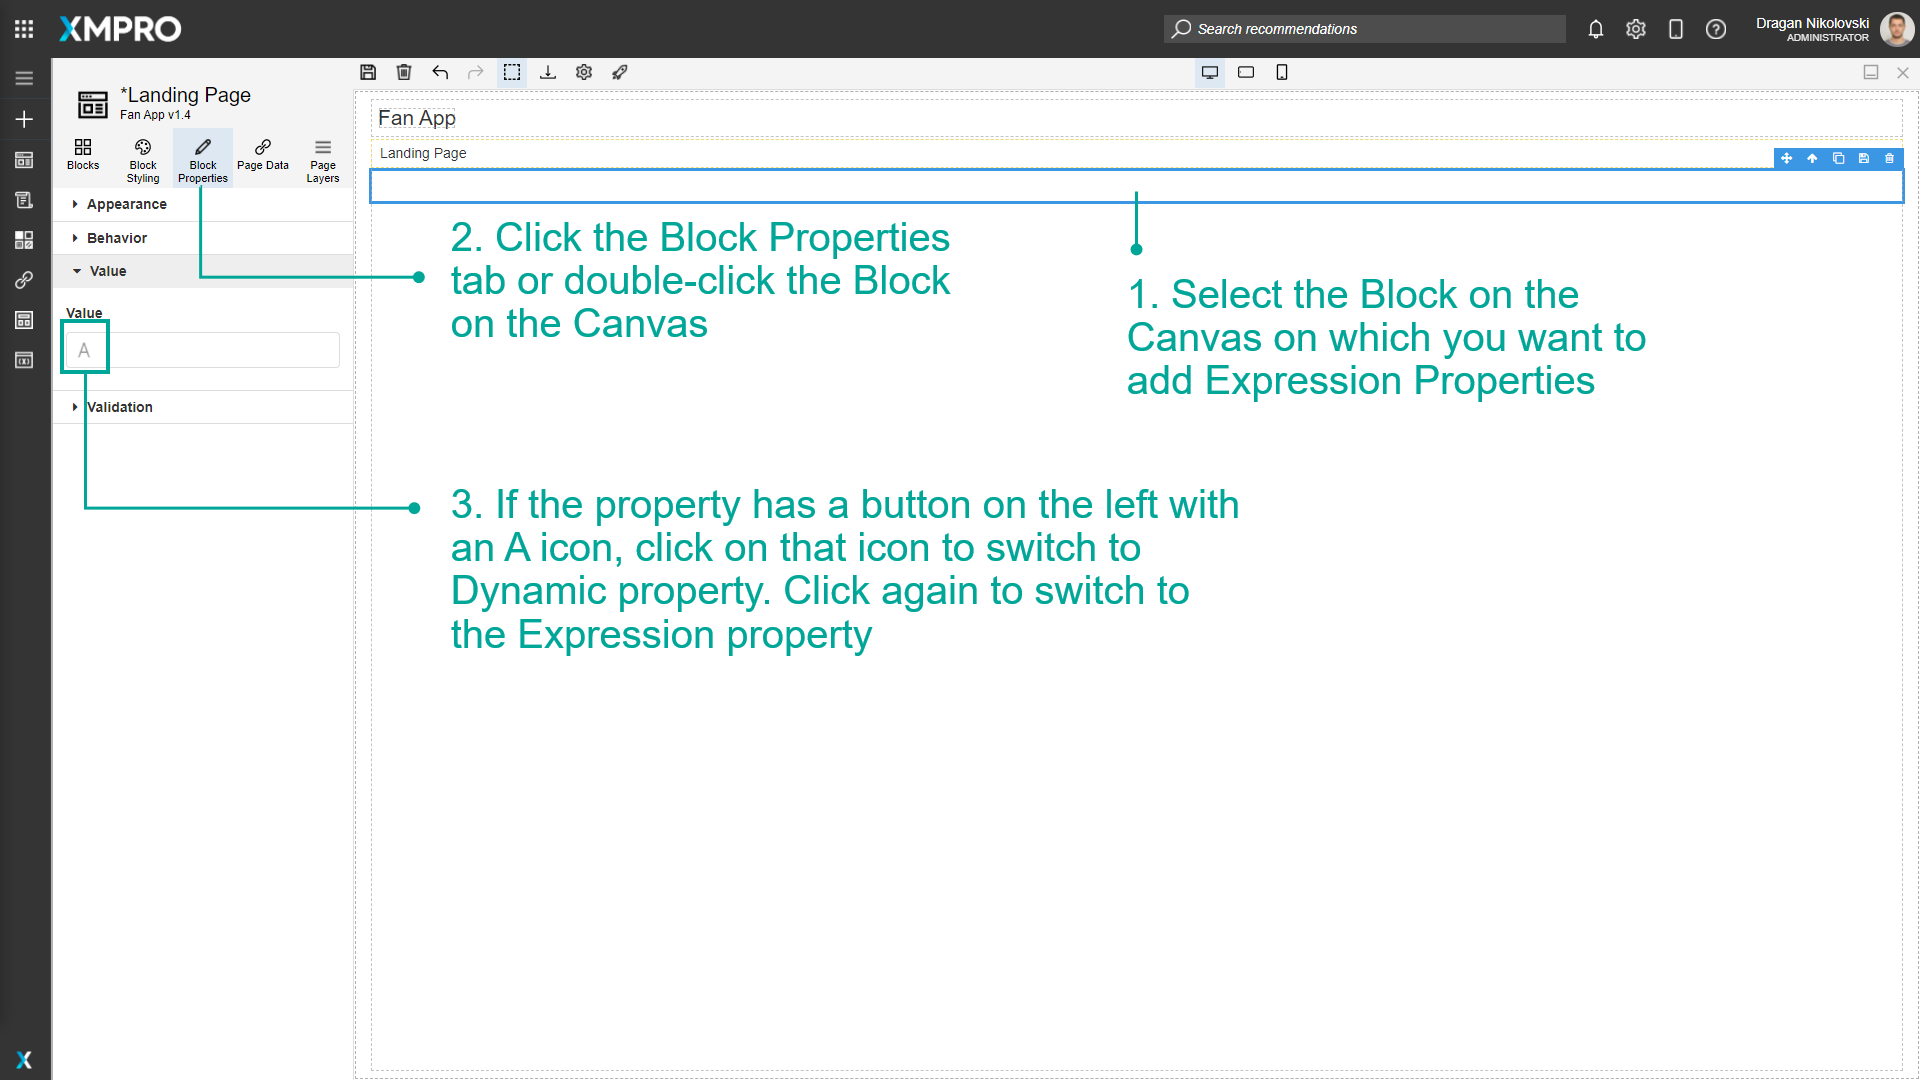 XMPRO
Search recommendations
Dragan Nikolovski
ADMINISTRATOR
*Landing Page
Fan App v1.4
Blocks
Block
Styling
Block
Properties
Page Data
Page
Layers
Appearance
Behavior
Value
Value
A
Validation
Fan App
Landing Page
2. Click the Block Properties
tab or double-click the Block
on the Canvas
1. Select the Block on the
Canvas on which you want to
add Expression Properties
3. If the property has a button on the left with
an A icon, click on that icon to switch to
Dynamic property. Click again to switch to
the Expression property